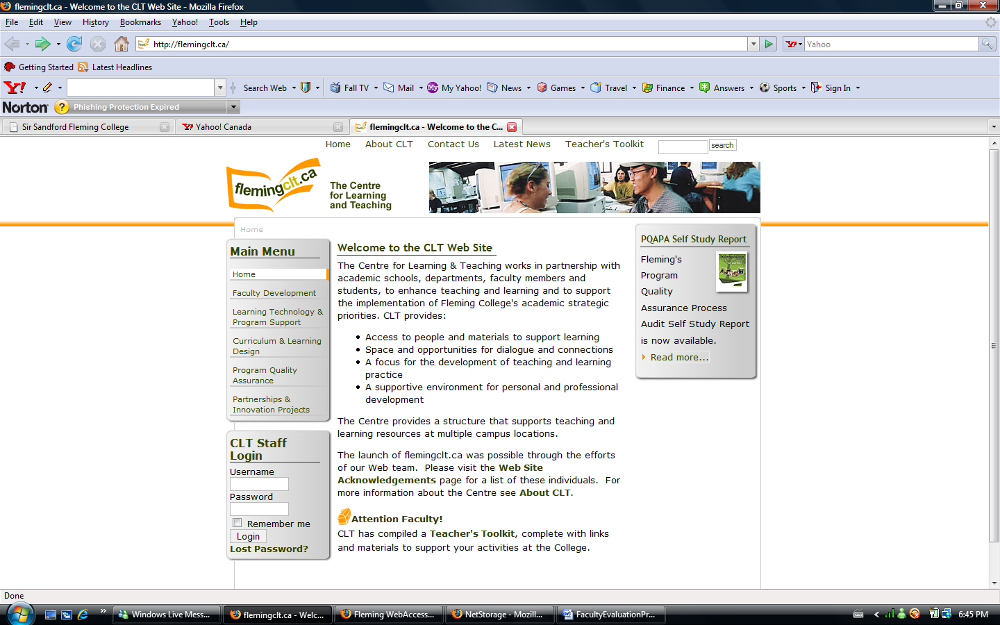 flemingclt.ca - Welcome to the CLT Web Site - Mozilla Firefox
File Edit View History Bookmarks Yahoo! Tools Help
http://flemingclt.ca/
Yahoo
Getting Started Latest Headlines
Y! Search Web Fall TV Mail My My Yahoo! News Games Travel Finance Answers Sports Sign In
Norton Phishing Protection Expired
Sir Sandford Fleming College Yahoo! Canada flemingclt.ca - Welcome to the C...
Home About CLT Contact Us Latest News Teacher's Toolkit search
flemingclt.ca
The Centre
for Learning
and Teaching
Home
Main Menu
Home
Faculty Development
Learning Technology &
Program Support
Curriculum & Learning
Design
Program Quality
Assurance
Partnerships &
Innovation Projects
CLT Staff
Login
Username
Password
Remember me
Login
Lost Password?
Welcome to the CLT Web Site
The Centre for Learning & Teaching works in partnership with
academic schools, departments, faculty members and
students, to enhance teaching and learning and to support
the implementation of Fleming College's academic strategic
priorities. CLT provides:
Access to people and materials to support learning
Space and opportunities for dialogue and connections
A focus for the development of teaching and learning
practice
A supportive environment for personal and professional
development
The Centre provides a structure that supports teaching and
learning resources at multiple campus locations.
The launch of flemingclt.ca was possible through the efforts
of our Web team. Please visit the Web Site
Acknowledgements page for a list of these individuals. For
more information about the Centre see About CLT.
Attention Faculty!
CLT has compiled a Teacher's Toolkit, complete with links
and materials to support your activities at the College.
PQAPA Self Study Report
Fleming's
Program
Quality
Assurance Process
Audit Self Study Report
is now available.
Read more...
Done
Windows Live Mess... flemingclt.ca - Welc... Fleming WebAccess... NetStorage - Mozill... FacultyEvaluationPr... 6:45 PM